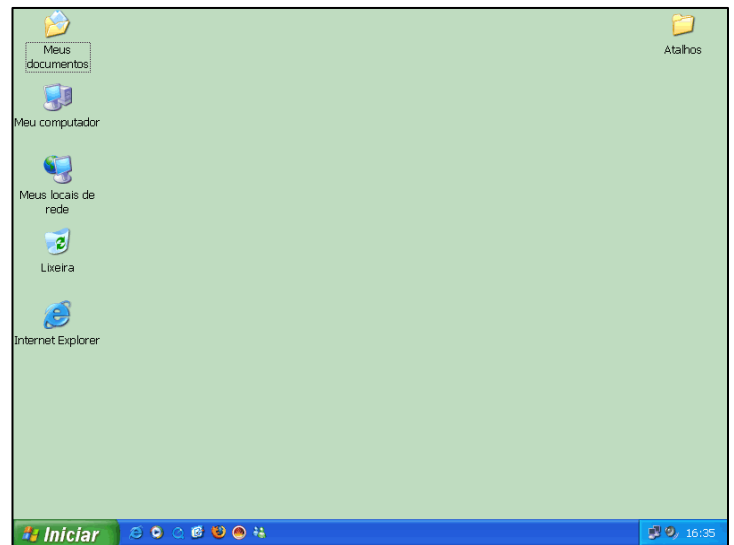 Meus
documentos
Atalhos
Meu computador
Meus locais de
rede
Lixeira
Internet Explorer
Iniciar
16:35